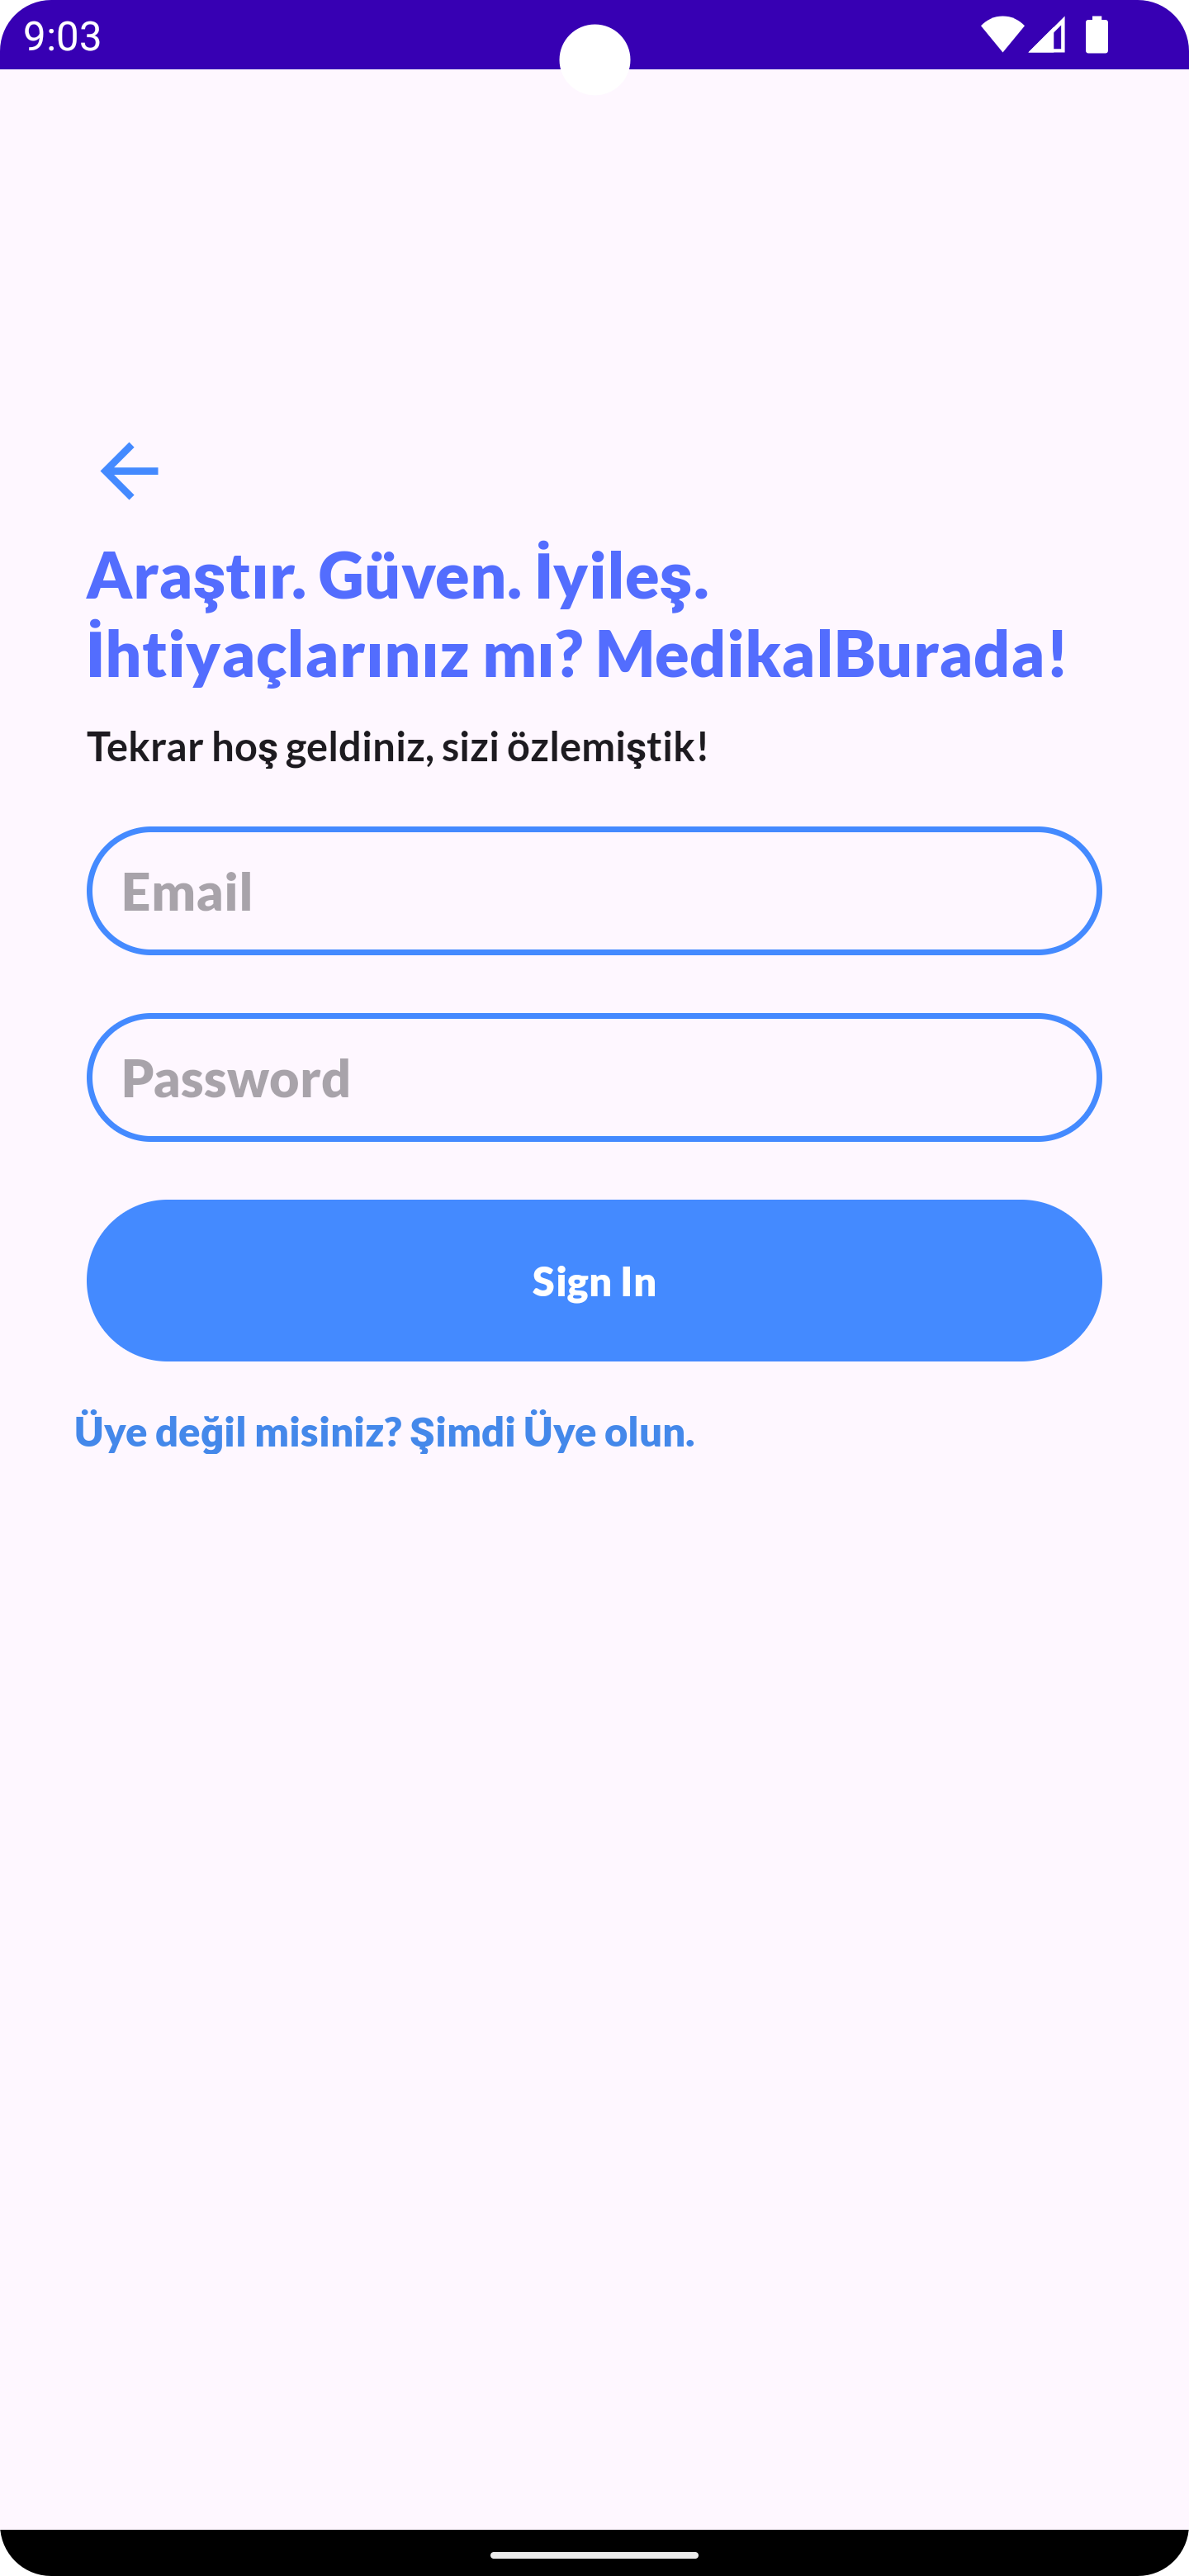 9:03
Araştır. Güven. İyileş.
İhtiyaçlarınız mı? MedikalBurada!
Tekrar hoş geldiniz, sizi özlemiştik!
Email
Password
Sign In
Üye değil misiniz? Şimdi Üye olun.